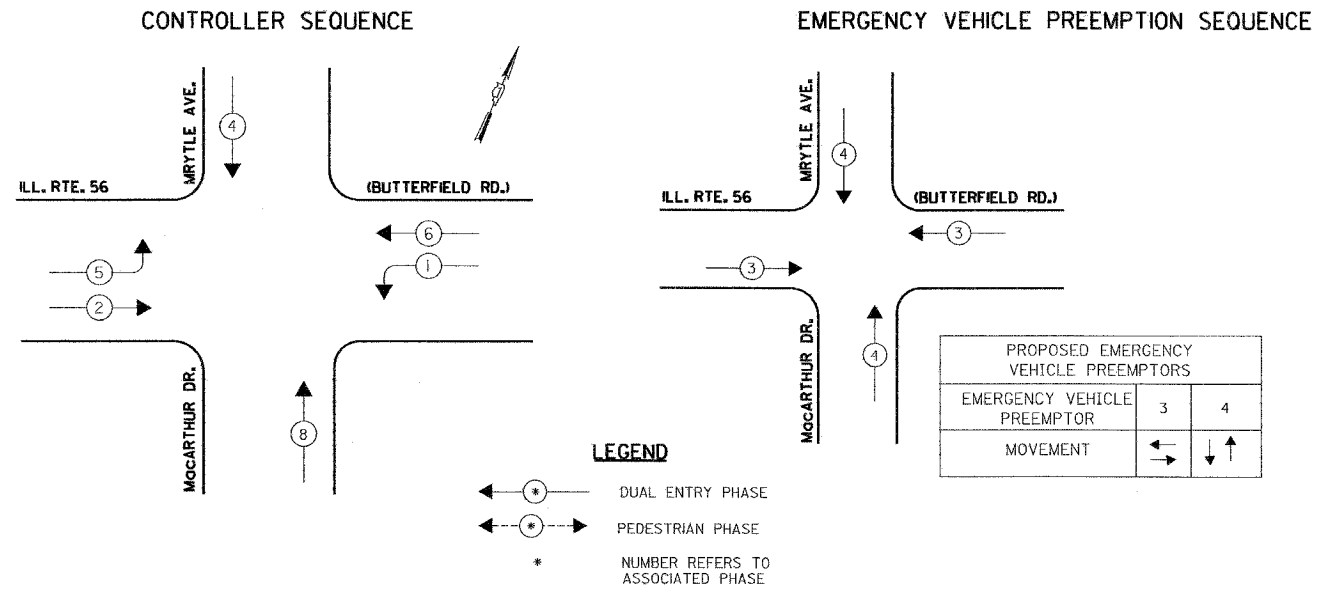 CONTROLLER SEQUENCE
MRYTLE AVE.
4
ILL. RTE. 56
(BUTTERFIELD RD.)
6
1
5
2
MacARTHUR DR.
8
EMERGENCY VEHICLE PREEMPTION SEQUENCE
MRYTLE AVE.
4
ILL. RTE. 56
(BUTTERFIELD RD.)
3
3
MacARTHUR DR.
4
PROPOSED EMERGENCY
VEHICLE PREEMPTORS
EMERGENCY VEHICLE
PREEMPTOR
3
4
MOVEMENT
LEGEND
* DUAL ENTRY PHASE
* PEDESTRIAN PHASE
* NUMBER REFERS TO
ASSOCIATED PHASE